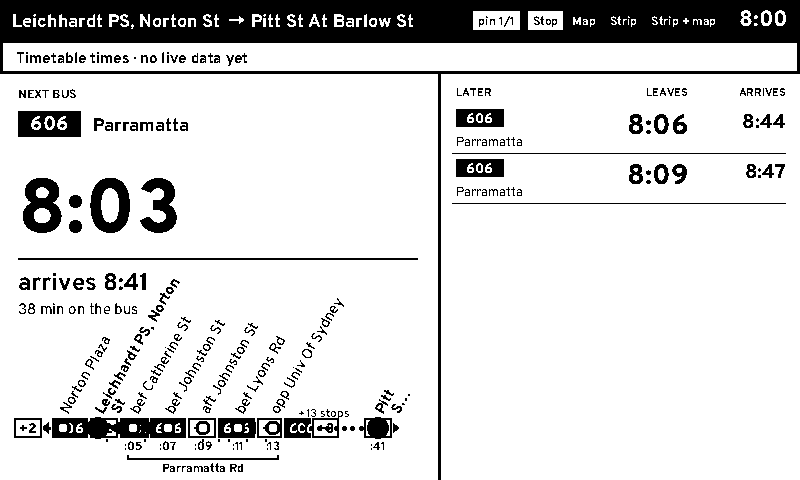 Leichhardt PS, Norton St → Pitt St At Barlow St
pin 1/1 Stop Map Strip Strip + map 8:00
Timetable times · no live data yet
NEXT BUS
606 Parramatta
8:03
arrives 8:41
38 min on the bus
Norton Plaza
Leichhardt PS, Norton St
bef Catherine St
bef Johnston St
aft Johnston St
bef Lyons Rd
opp Univ Of Sydney
+13 stops
Pitt S...
+2
:05 :07 :09 :11 :13 :41
Parramatta Rd
LATER LEAVES ARRIVES
606 8:06 8:44
Parramatta
606 8:09 8:47
Parramatta